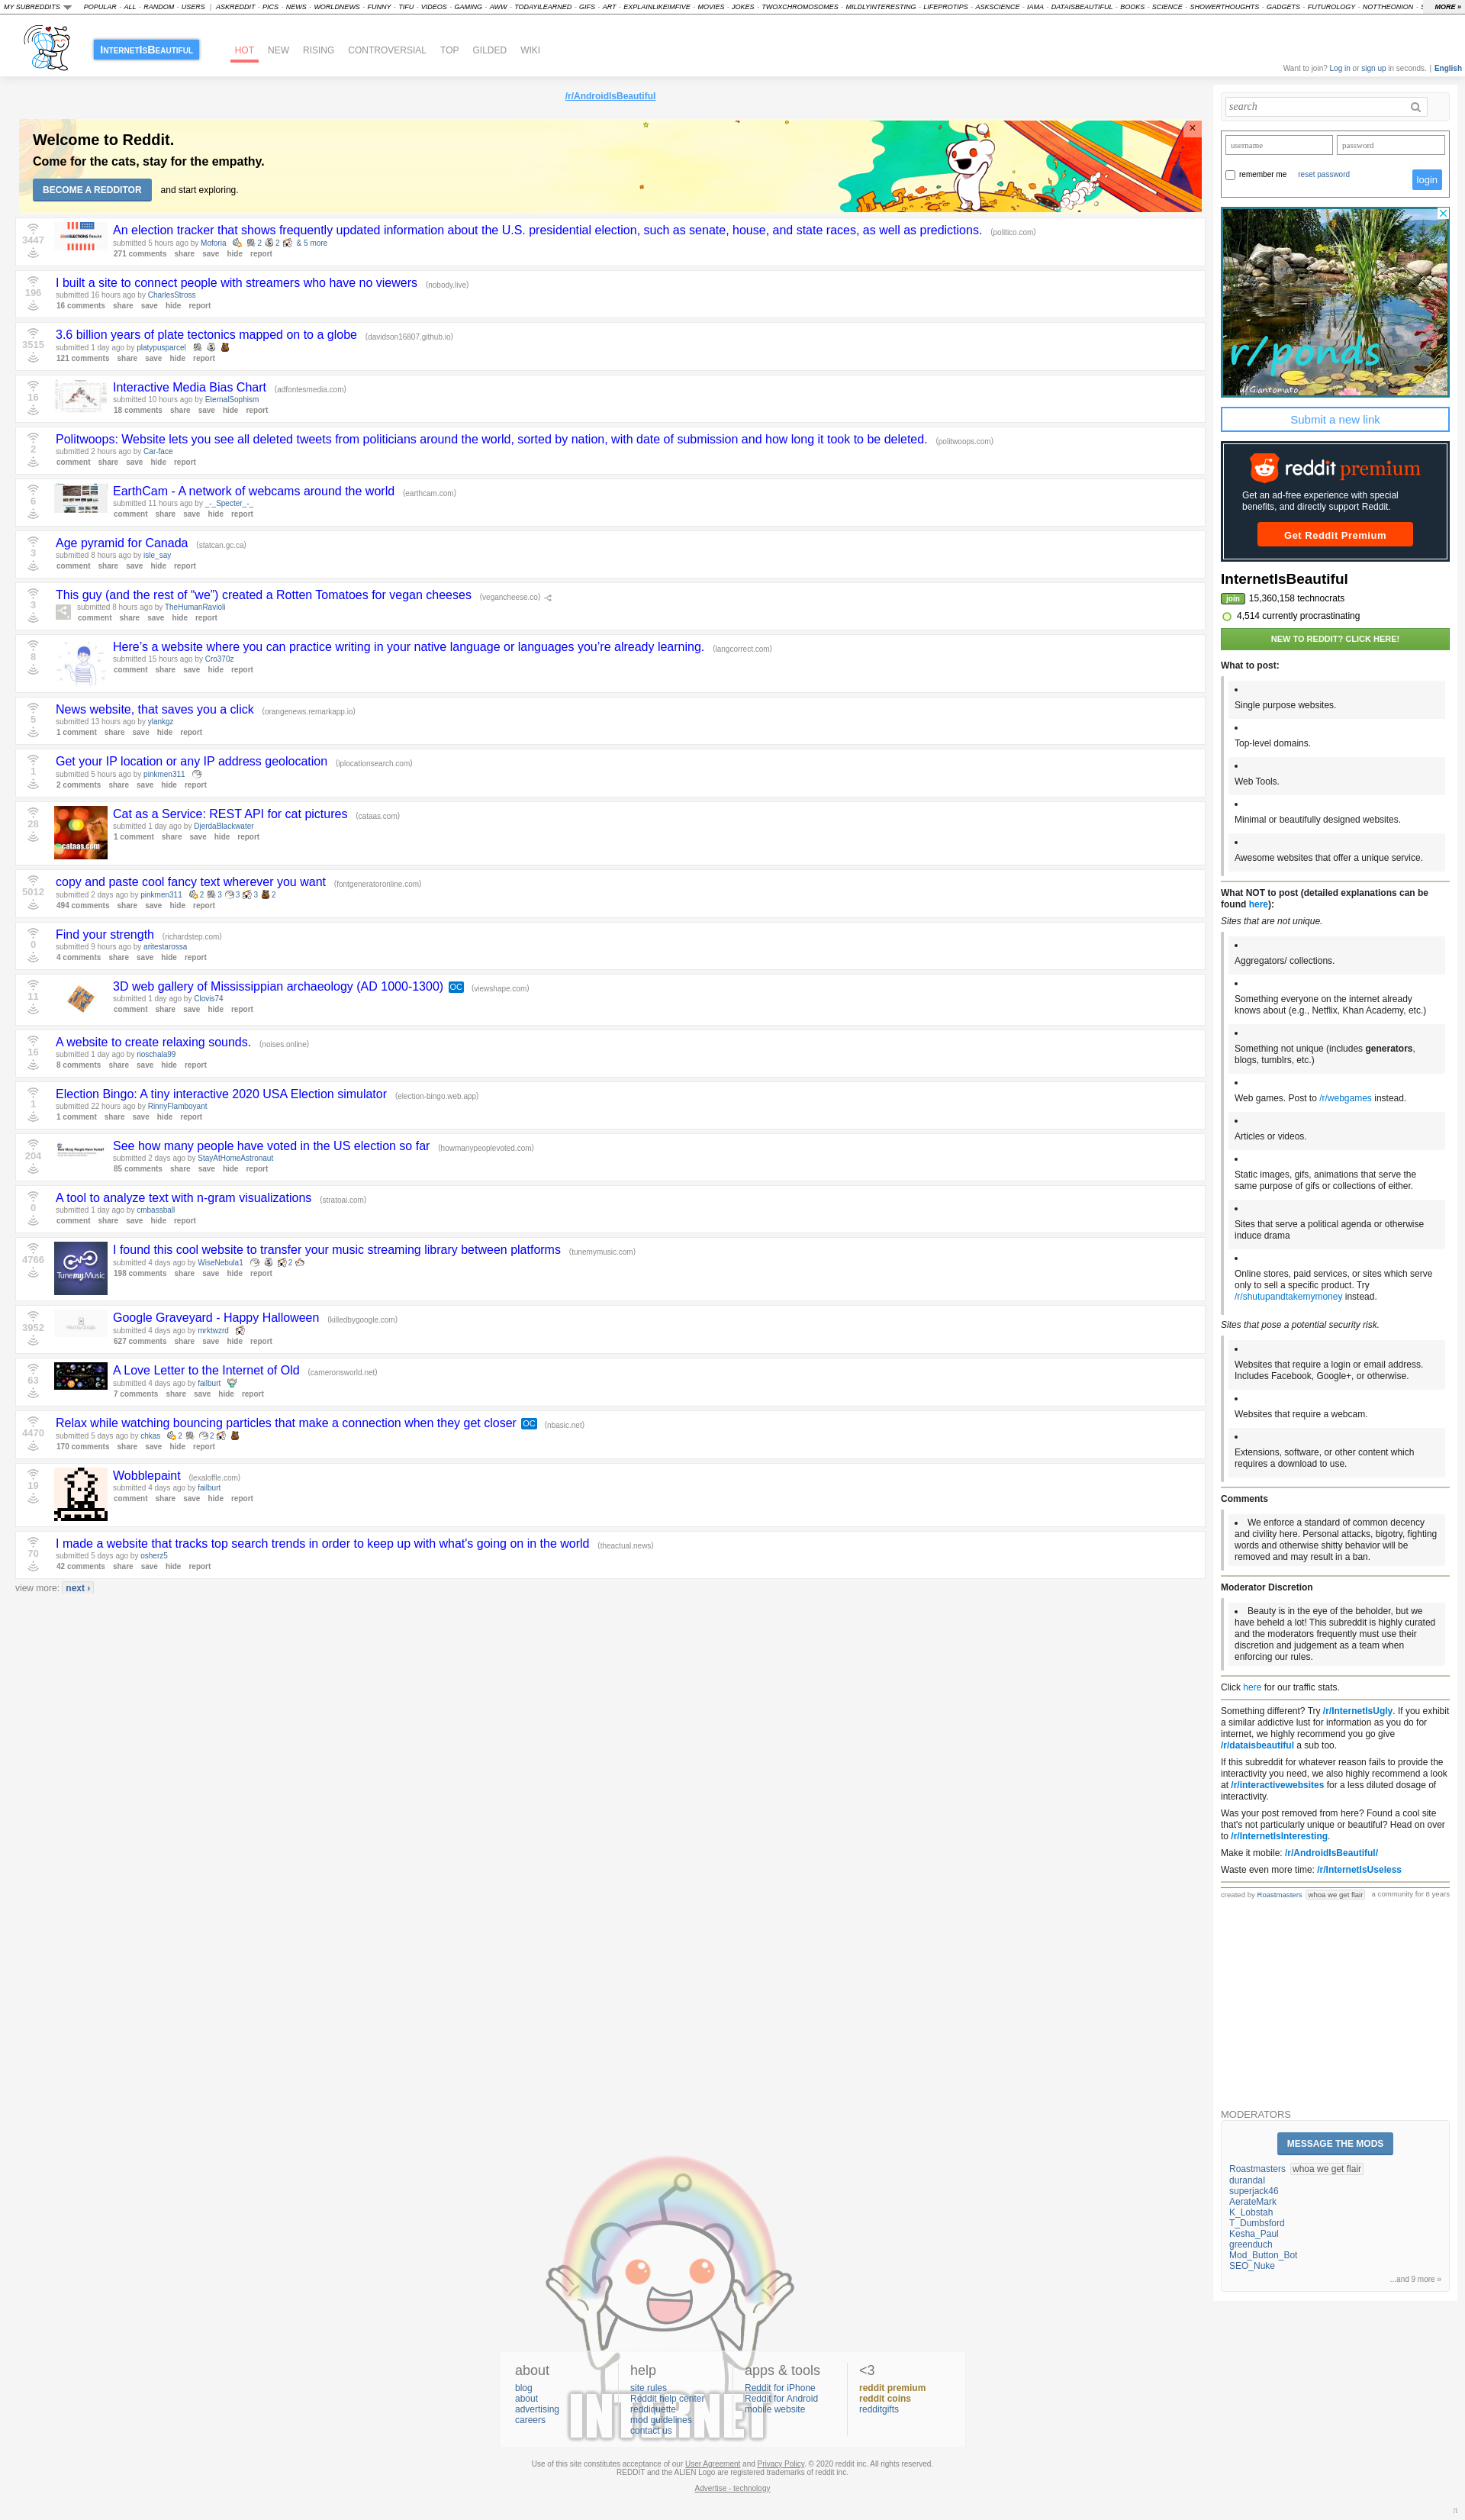 MY SUBREDDITS POPULAR - ALL - RANDOM - USERS | ASKREDDIT - PICS - NEWS - WORLDNEWS - FUNNY - TIFU - VIDEOS - GAMING - AWW - TODAYILEARNED - GIFS - ART - EXPLAINLIKEIMFIVE - MOVIES - JOKES - TWOXCHROMOSOMES - MILDLYINTERESTING - LIFEPROTIPS - ASKSCIENCE - IAMA - DATAISBEAUTIFUL - BOOKS - SCIENCE - SHOWERTHOUGHTS - GADGETS - FUTUROLOGY - NOTTHEONION - MORE »
InternetIsBeautiful HOT NEW RISING CONTROVERSIAL TOP GILDED WIKI
Want to join? Log in or sign up in seconds. | English
/r/AndroidIsBeautiful
Welcome to Reddit.
Come for the cats, stay for the empathy.
BECOME A REDDITOR and start exploring.
3447
An election tracker that shows frequently updated information about the U.S. presidential election, such as senate, house, and state races, as well as predictions. (politico.com)
submitted 5 hours ago by Moforia 2 2 & 5 more
271 comments share save hide report
196
I built a site to connect people with streamers who have no viewers (nobody.live)
submitted 16 hours ago by CharlesStross
16 comments share save hide report
3515
3.6 billion years of plate tectonics mapped on to a globe (davidson16807.github.io)
submitted 1 day ago by platypusparcel
121 comments share save hide report
16
Interactive Media Bias Chart (adfontesmedia.com)
submitted 10 hours ago by EternalSophism
18 comments share save hide report
2
Politwoops: Website lets you see all deleted tweets from politicians around the world, sorted by nation, with date of submission and how long it took to be deleted. (politwoops.com)
submitted 2 hours ago by Car-face
comment share save hide report
6
EarthCam - A network of webcams around the world (earthcam.com)
submitted 11 hours ago by _-_Specter_-_
comment share save hide report
3
Age pyramid for Canada (statcan.gc.ca)
submitted 8 hours ago by isle_say
comment share save hide report
3
This guy (and the rest of “we”) created a Rotten Tomatoes for vegan cheeses (vegancheese.co)
submitted 8 hours ago by TheHumanRavioli
comment share save hide report
8
Here’s a website where you can practice writing in your native language or languages you’re already learning. (langcorrect.com)
submitted 15 hours ago by Cro370z
comment share save hide report
5
News website, that saves you a click (orangenews.remarkapp.io)
submitted 13 hours ago by ylankgz
1 comment share save hide report
1
Get your IP location or any IP address geolocation (iplocationsearch.com)
submitted 5 hours ago by pinkmen311
2 comments share save hide report
28
cataas.com
Cat as a Service: REST API for cat pictures (cataas.com)
submitted 1 day ago by DjerdaBlackwater
1 comment share save hide report
5012
copy and paste cool fancy text wherever you want (fontgeneratoronline.com)
submitted 2 days ago by pinkmen311 2 3 3 3 2
494 comments share save hide report
0
Find your strength (richardstep.com)
submitted 9 hours ago by aritestarossa
4 comments share save hide report
11
3D web gallery of Mississippian archaeology (AD 1000-1300) OC (viewshape.com)
submitted 1 day ago by Clovis74
comment share save hide report
16
A website to create relaxing sounds. (noises.online)
submitted 1 day ago by rioschala99
8 comments share save hide report
1
Election Bingo: A tiny interactive 2020 USA Election simulator (election-bingo.web.app)
submitted 22 hours ago by RinnyFlamboyant
1 comment share save hide report
204
See how many people have voted in the US election so far (howmanypeoplevoted.com)
submitted 2 days ago by StayAtHomeAstronaut
85 comments share save hide report
0
A tool to analyze text with n-gram visualizations (stratoai.com)
submitted 1 day ago by cmbassball
comment share save hide report
4766
TunemyMusic
I found this cool website to transfer your music streaming library between platforms (tunemymusic.com)
submitted 4 days ago by WiseNebula1 2
198 comments share save hide report
3952
Google Graveyard - Happy Halloween (killedbygoogle.com)
submitted 4 days ago by mrktwzrd
627 comments share save hide report
63
A Love Letter to the Internet of Old (cameronsworld.net)
submitted 4 days ago by failburt
7 comments share save hide report
4470
Relax while watching bouncing particles that make a connection when they get closer OC (nbasic.net)
submitted 5 days ago by chkas 2 2
170 comments share save hide report
19
Wobblepaint (lexaloffle.com)
submitted 4 days ago by failburt
comment share save hide report
70
I made a website that tracks top search trends in order to keep up with what's going on in the world (theactual.news)
submitted 5 days ago by osherz5
42 comments share save hide report
view more: next ›
search
username password
remember me reset password login
r/ponds
u/Giantomato
Submit a new link
reddit premium
Get an ad-free experience with special
benefits, and directly support Reddit.
Get Reddit Premium
InternetIsBeautiful
join 15,360,158 technocrats
4,514 currently procrastinating
NEW TO REDDIT? CLICK HERE!
What to post:
Single purpose websites.
Top-level domains.
Web Tools.
Minimal or beautifully designed websites.
Awesome websites that offer a unique service.
What NOT to post (detailed explanations can be
found here):
Sites that are not unique.
Aggregators/ collections.
Something everyone on the internet already
knows about (e.g., Netflix, Khan Academy, etc.)
Something not unique (includes generators,
blogs, tumblrs, etc.)
Web games. Post to /r/webgames instead.
Articles or videos.
Static images, gifs, animations that serve the
same purpose of gifs or collections of either.
Sites that serve a political agenda or otherwise
induce drama
Online stores, paid services, or sites which serve
only to sell a specific product. Try
/r/shutupandtakemymoney instead.
Sites that pose a potential security risk.
Websites that require a login or email address.
Includes Facebook, Google+, or otherwise.
Websites that require a webcam.
Extensions, software, or other content which
requires a download to use.
Comments
We enforce a standard of common decency
and civility here. Personal attacks, bigotry, fighting
words and otherwise shitty behavior will be
removed and may result in a ban.
Moderator Discretion
Beauty is in the eye of the beholder, but we
have beheld a lot! This subreddit is highly curated
and the moderators frequently must use their
discretion and judgement as a team when
enforcing our rules.
Click here for our traffic stats.
Something different? Try /r/InternetIsUgly. If you exhibit
a similar addictive lust for information as you do for
internet, we highly recommend you go give
/r/dataisbeautiful a sub too.
If this subreddit for whatever reason fails to provide the
interactivity you need, we also highly recommend a look
at /r/interactivewebsites for a less diluted dosage of
interactivity.
Was your post removed from here? Found a cool site
that's not particularly unique or beautiful? Head on over
to /r/InternetIsInteresting.
Make it mobile: /r/AndroidIsBeautiful/
Waste even more time: /r/InternetIsUseless
created by Roastmasters whoa we get flair a community for 8 years
MODERATORS
MESSAGE THE MODS
Roastmasters whoa we get flair
durandaI
superjack46
AerateMark
K_Lobstah
T_Dumbsford
Kesha_Paul
greenduch
Mod_Button_Bot
SEO_Nuke
...and 9 more »
INTERNET
about
blog
about
advertising
careers
help
site rules
Reddit help center
reddiquette
mod guidelines
contact us
apps & tools
Reddit for iPhone
Reddit for Android
mobile website
<3
reddit premium
reddit coins
redditgifts
Use of this site constitutes acceptance of our User Agreement and Privacy Policy. © 2020 reddit inc. All rights reserved.
REDDIT and the ALIEN Logo are registered trademarks of reddit inc.
Advertise - technology
π